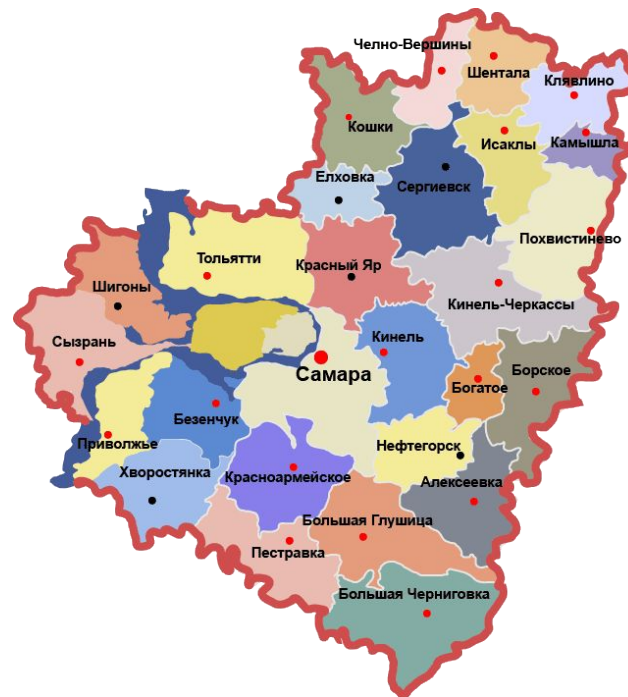 Челно-Вершины
Шентала
Клявлино
Кошки
Исаклы
Камышла
Елховка
Сергиевск
Похвистинево
Тольятти
Красный Яр
Шигоны
Кинель-Черкассы
Сызрань
Кинель
Самара
Богатое
Борское
Безенчук
Приволжье
Нефтегорск
Хворостянка
Красноармейское
Алексеевка
Большая Глушица
Пестравка
Большая Черниговка